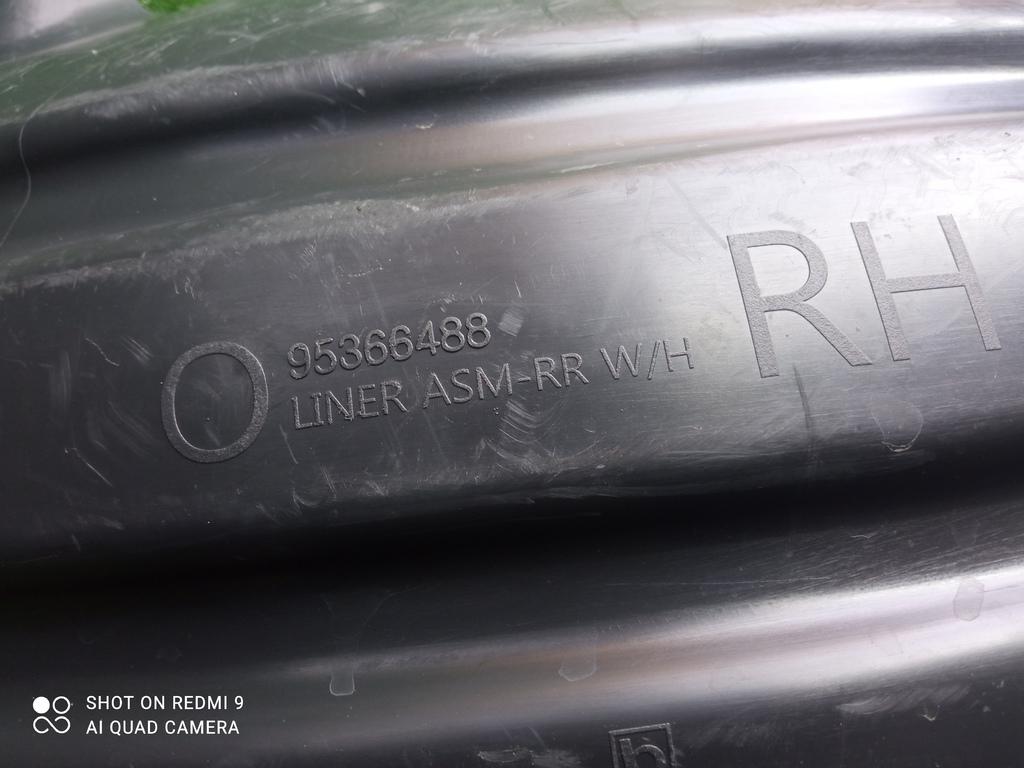 RH
O
95366488
LINER ASM-RR W/H
h
SHOT ON REDMI 9
AI QUAD CAMERA